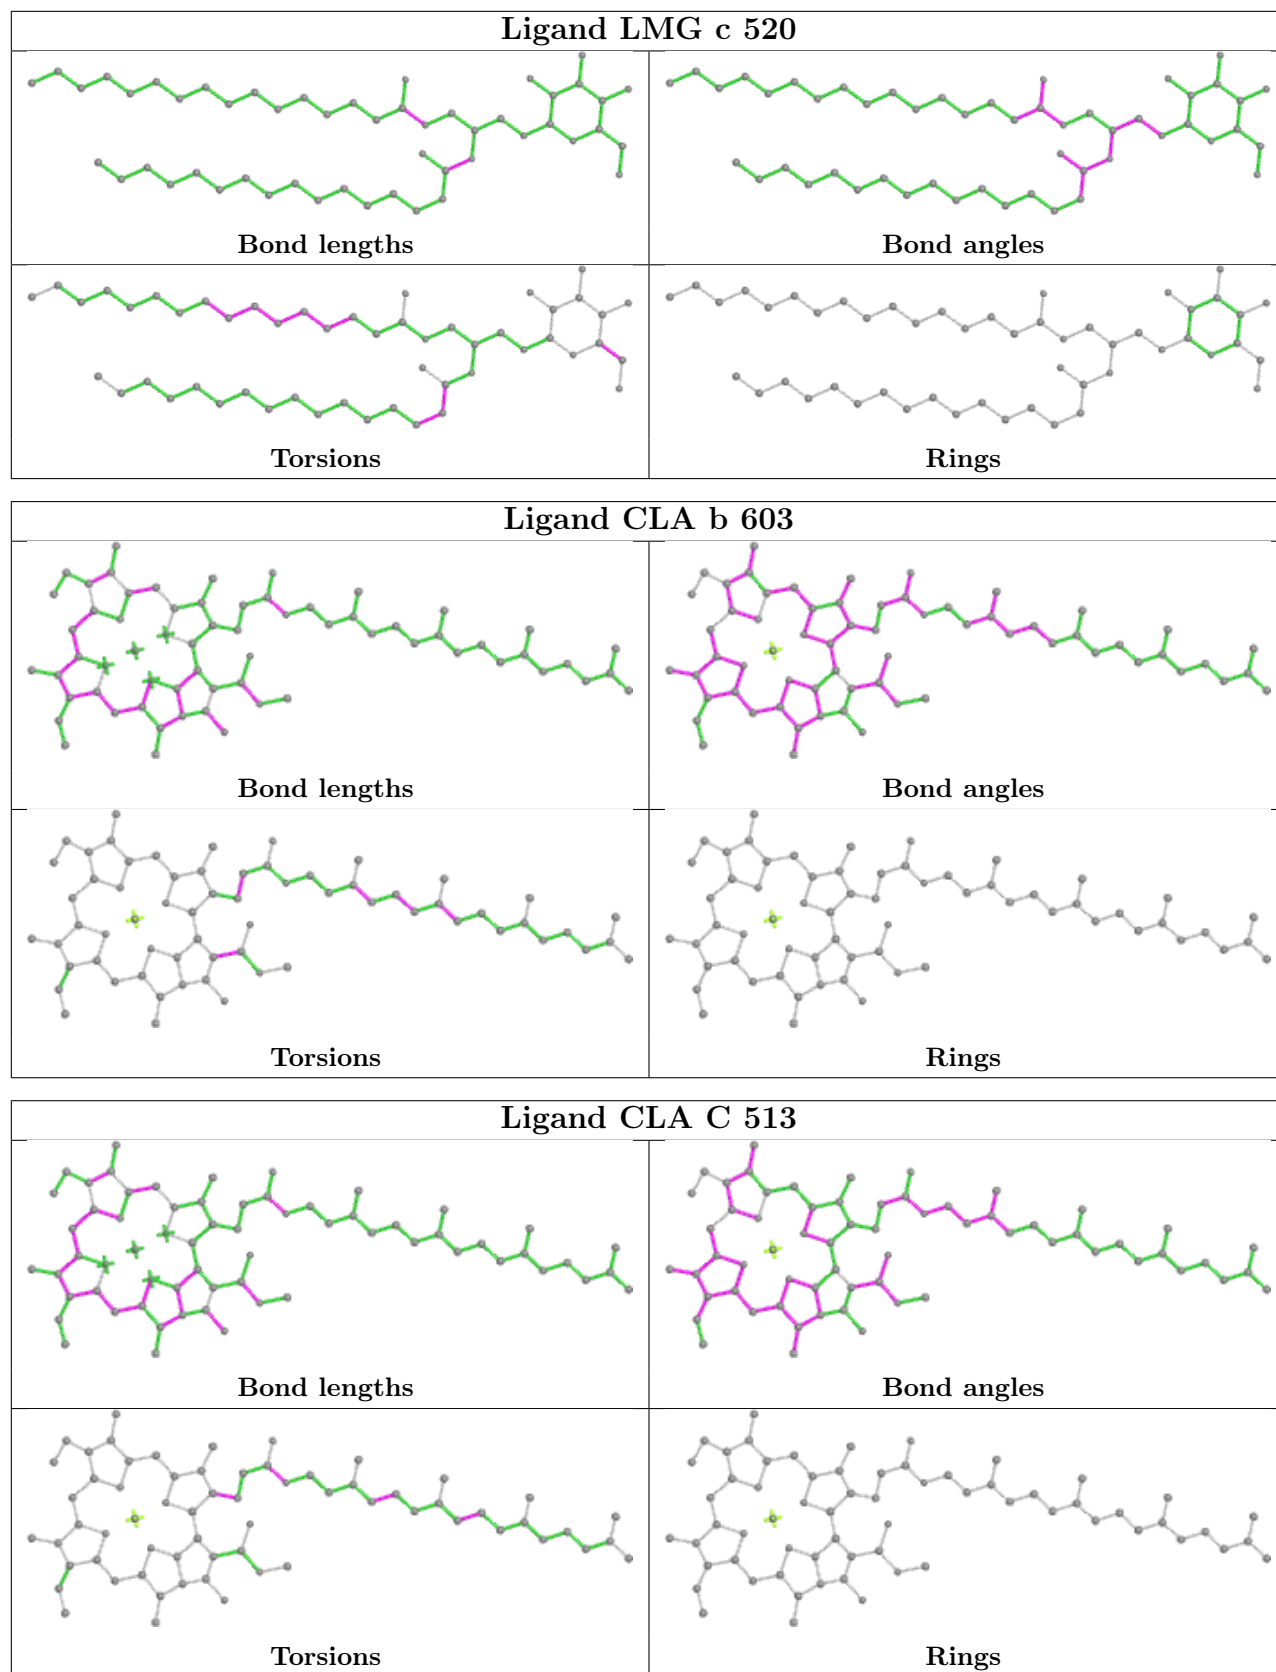 Ligand LMG c 520
Bond lengths
Bond angles
Torsions
Rings
Ligand CLA b 603
Bond lengths
Bond angles
Torsions
Rings
Ligand CLA C 513
Bond lengths
Bond angles
Torsions
Rings